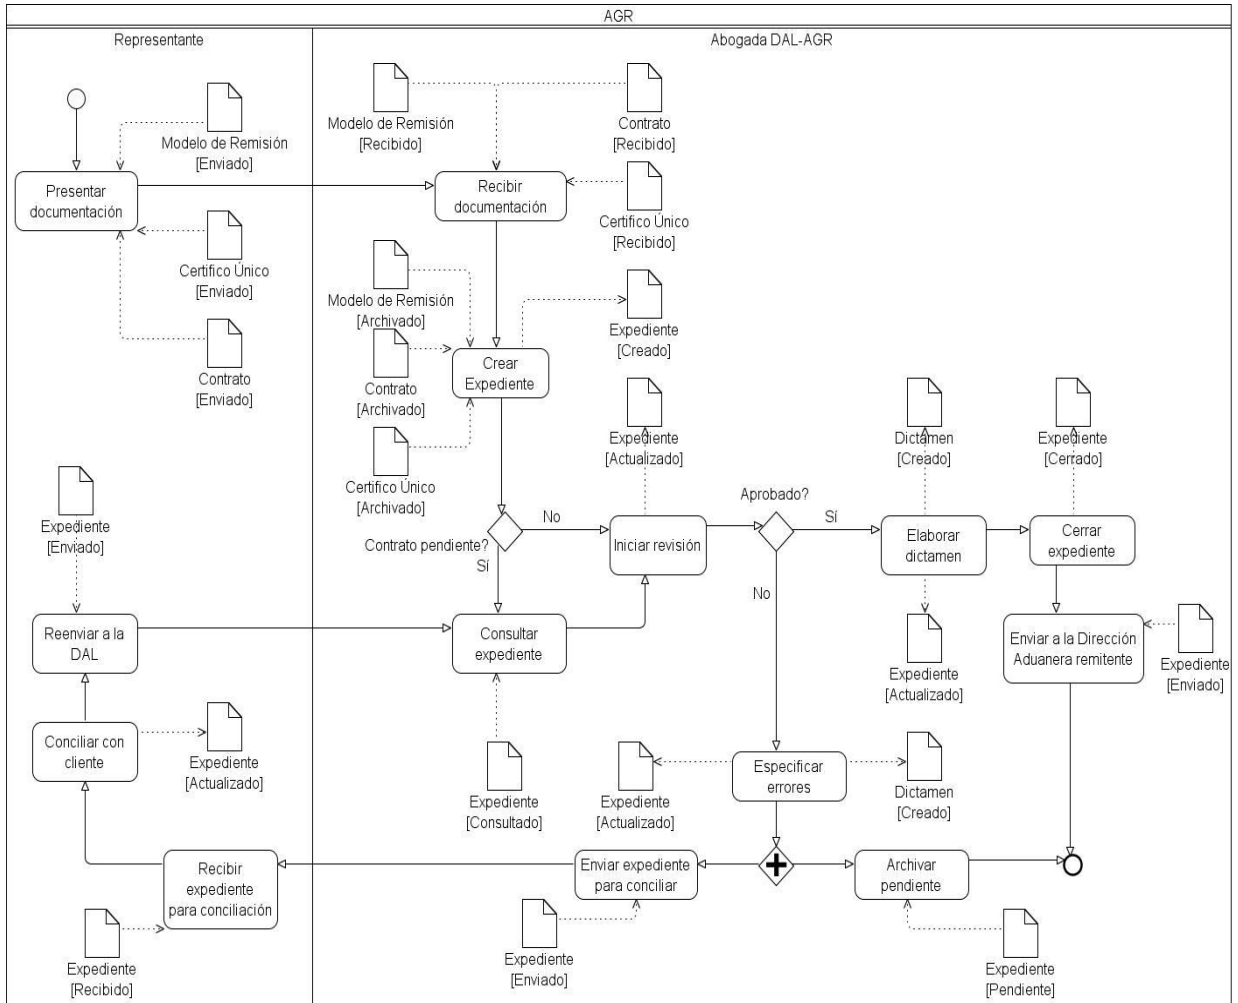 AGR
Representante
Abogada DAL-AGR
Modelo de Remisión
[Enviado]
Presentar
documentación
Certifico Único
[Enviado]
Contrato
[Enviado]
Modelo de Remisión
[Recibido]
Contrato
[Recibido]
Recibir
documentación
Certifico Único
[Recibido]
Modelo de Remisión
[Archivado]
Expediente
[Creado]
Crear
Expediente
Contrato
[Archivado]
Certifico Único
[Archivado]
Expediente
[Actualizado]
Dictamen
[Creado]
Expediente
[Cerrado]
Contrato pendiente?
No
Sí
Iniciar revisión
Aprobado?
Sí
No
Elaborar
dictamen
Cerrar
expediente
Expediente
[Enviado]
Reenviar a la
DAL
Consultar
expediente
Enviar a la Dirección
Aduanera remitente
Expediente
[Enviado]
Expediente
[Actualizado]
Conciliar con
cliente
Expediente
[Actualizado]
Expediente
[Consultado]
Expediente
[Actualizado]
Especificar
errores
Dictamen
[Creado]
Recibir
expediente
para conciliación
Enviar expediente
para conciliar
Archivar
pendiente
Expediente
[Recibido]
Expediente
[Enviado]
Expediente
[Pendiente]